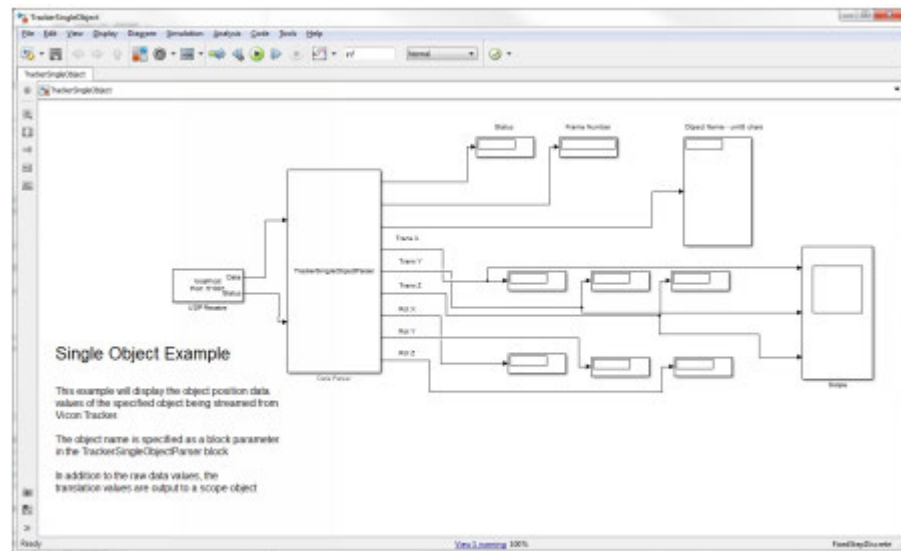 TrackerSingleObject
File Edit View Display Diagram Simulation Analysis Code Tools Help
inf
Normal
TrackerSingleObject
TrackerSingleObject
Status
Frame Number
Object Name - uint8 chars
Trans X
Trans Y
TrackerSingleObjectParser
Trans Z
Data
Status
UDP Receive
Rot X
Rot Y
Rot Z
Data Parser
Scope
Single Object Example
This example will display the object position data
values of the specified object being streamed from
Vicon Tracker
The object name is specified as a block parameter
in the TrackerSingleObjectParser block
In addition to the raw data values, the
translation values are output to a scope object
Ready
View 1 warning
100%
FixedStepDiscrete